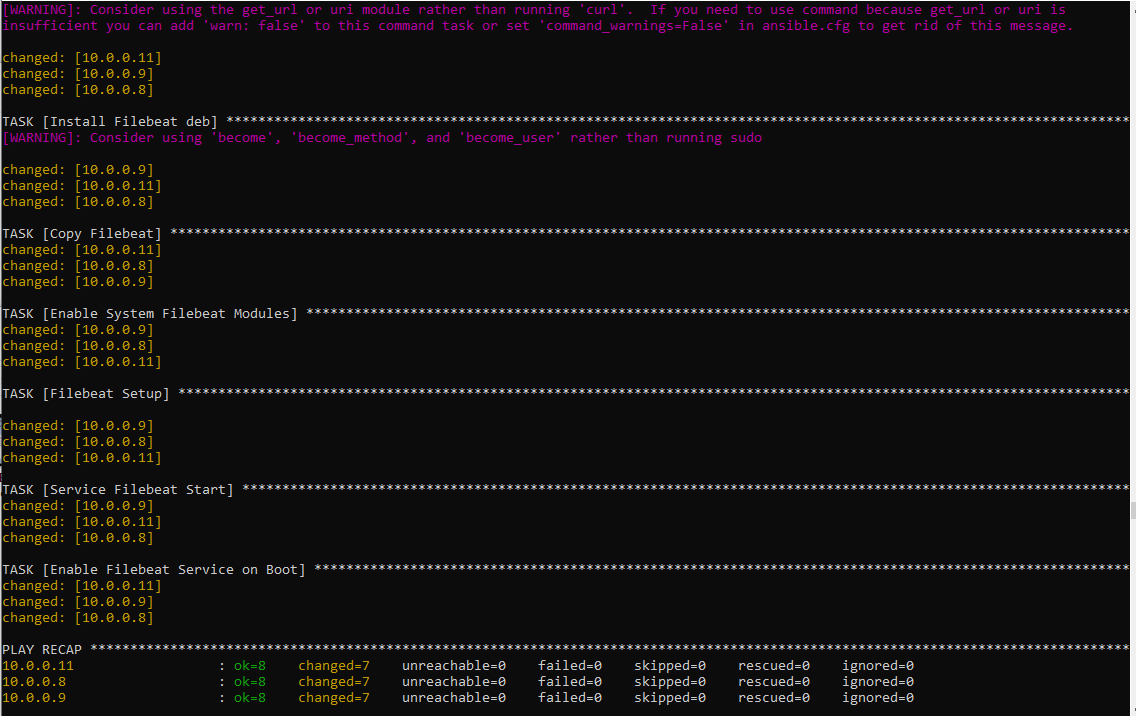 [WARNING]: Consider using the get_url or uri module rather than running 'curl'.  If you need to use command because get_url or uri is
insufficient you can add 'warn: false' to this command task or set 'command_warnings=False' in ansible.cfg to get rid of this message.
changed: [10.0.0.11]
changed: [10.0.0.9]
changed: [10.0.0.8]
TASK [Install Filebeat deb] *****************************************************************************************************************
[WARNING]: Consider using 'become', 'become_method', and 'become_user' rather than running sudo
changed: [10.0.0.9]
changed: [10.0.0.11]
changed: [10.0.0.8]
TASK [Copy Filebeat] ************************************************************************************************************************
changed: [10.0.0.11]
changed: [10.0.0.8]
changed: [10.0.0.9]
TASK [Enable System Filebeat Modules] *******************************************************************************************************
changed: [10.0.0.9]
changed: [10.0.0.8]
changed: [10.0.0.11]
TASK [Filebeat Setup] ***********************************************************************************************************************
changed: [10.0.0.9]
changed: [10.0.0.8]
changed: [10.0.0.11]
TASK [Service Filebeat Start] ***************************************************************************************************************
changed: [10.0.0.9]
changed: [10.0.0.11]
changed: [10.0.0.8]
TASK [Enable Filebeat Service on Boot] ******************************************************************************************************
changed: [10.0.0.11]
changed: [10.0.0.9]
changed: [10.0.0.8]
PLAY RECAP **********************************************************************************************************************************
10.0.0.11                  : ok=8    changed=7    unreachable=0    failed=0    skipped=0    rescued=0    ignored=0
10.0.0.8                   : ok=8    changed=7    unreachable=0    failed=0    skipped=0    rescued=0    ignored=0
10.0.0.9                   : ok=8    changed=7    unreachable=0    failed=0    skipped=0    rescued=0    ignored=0